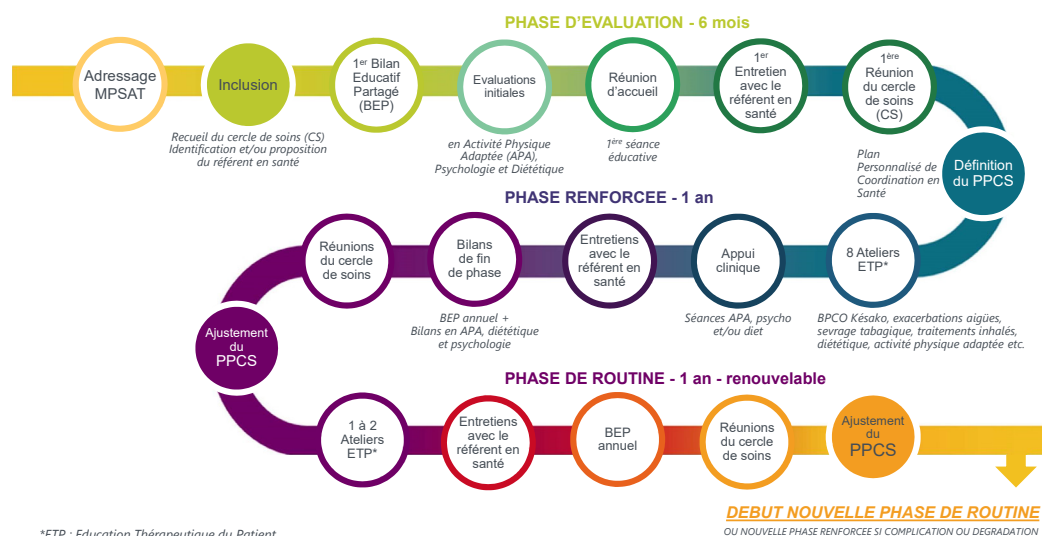 PHASE D'EVALUATION - 6 mois
Adressage
MPSAT
Inclusion
1er Bilan
Educatif
Partagé
(BEP)
Evaluations
initiales
Réunion
d'accueil
1er
Entretien
avec le
référent en
santé
1ère
Réunion
du cercle
de soins
(CS)
Recueil du cercle de soins (CS)
Identification et/ou proposition
du référent en santé
en Activité Physique
Adaptée (APA),
Psychologie et Diététique
1ère séance
éducative
Plan
Personnalisé de
Coordination en
Santé
Définition
du PPCS
PHASE RENFORCEE - 1 an
8 Ateliers
ETP*
Appui
clinique
Entretiens
avec le
référent en
santé
Bilans
de fin
de phase
Réunions
du cercle
de soins
BPCO Késako, exacerbations aigües,
sevrage tabagique, traitements inhalés,
diététique, activité physique adaptée etc.
Séances APA, psycho
et/ou diet
BEP annuel +
Bilans en APA, diététique
et psychologie
Ajustement
du
PPCS
PHASE DE ROUTINE - 1 an - renouvelable
1 à 2
Ateliers
ETP*
Entretiens
avec le
référent en
santé
BEP
annuel
Réunions
du cercle
de soins
Ajustement
du
PPCS
DEBUT NOUVELLE PHASE DE ROUTINE
OU NOUVELLE PHASE RENFORCEE SI COMPLICATION OU DEGRADATION
*ETP : Education Thérapeutique du Patient